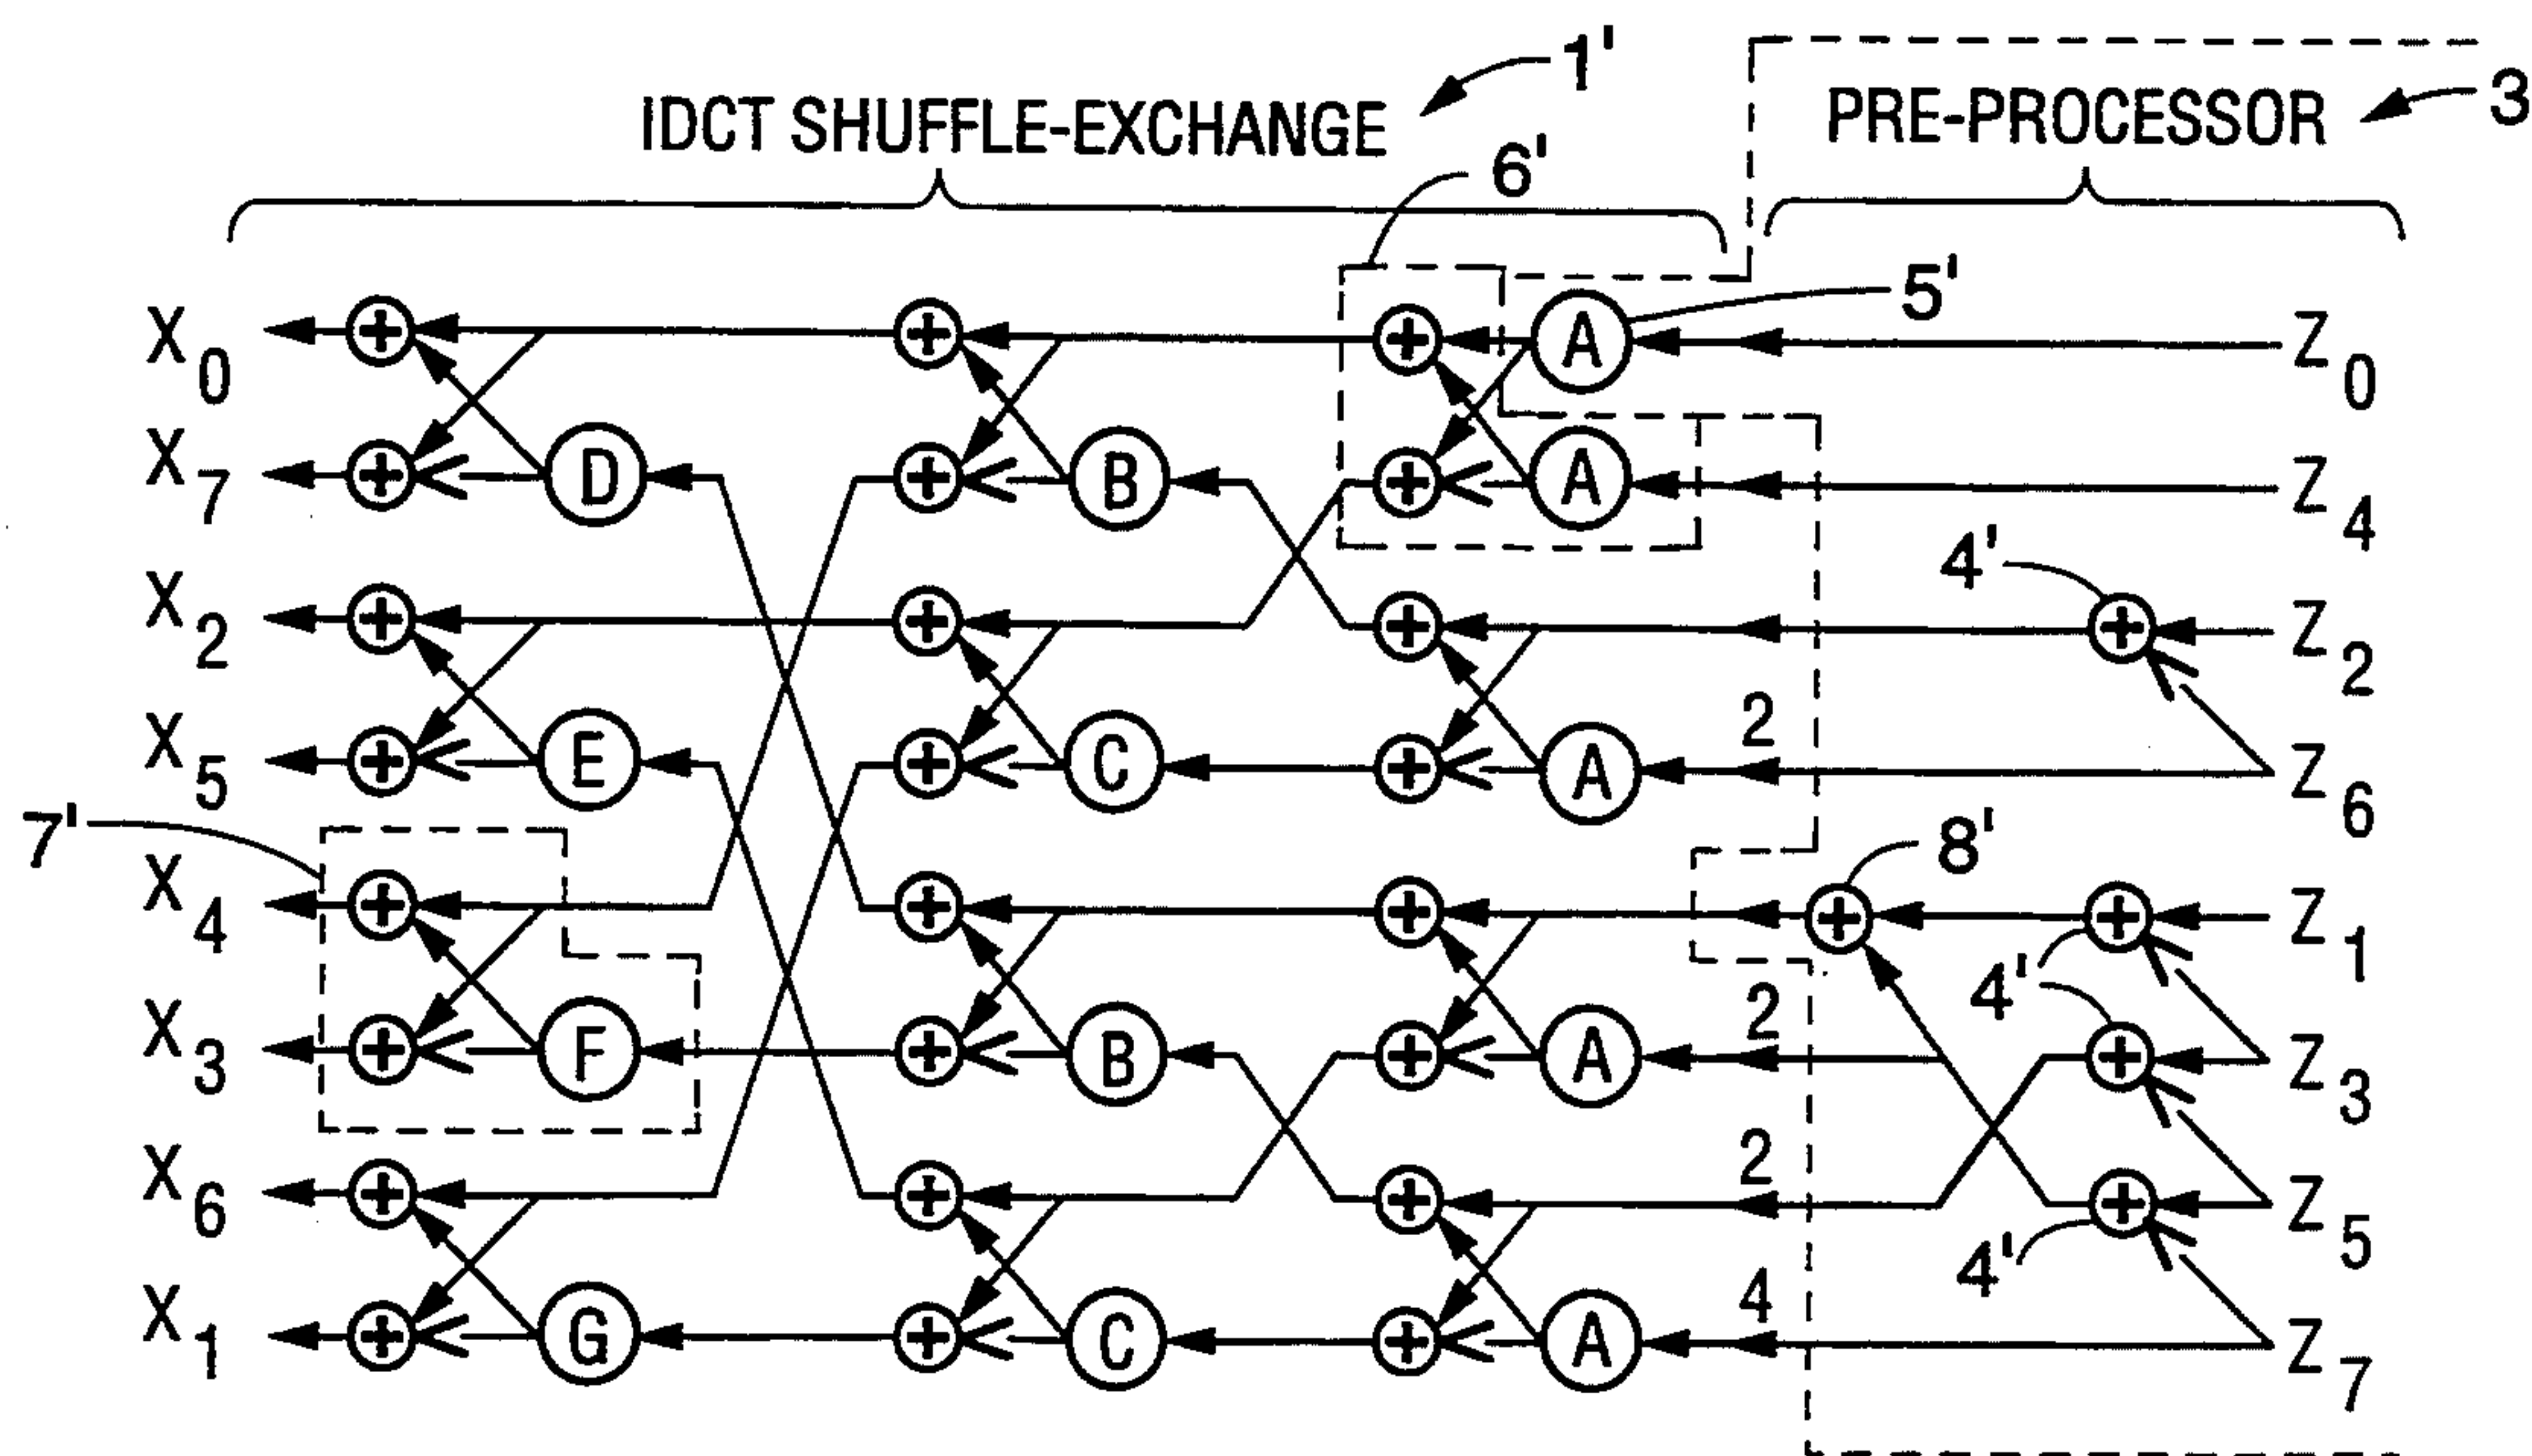 IDCT SHUFFLE-EXCHANGE
1'
PRE-PROCESSOR
3
6'
5'
X0
A
Z0
X7
D
B
A
Z4
4'
X2
Z2
X5
E
C
A
2
Z6
7'
8'
X4
Z1
4'
X3
F
B
A
2
Z3
X6
2
Z5
4'
X1
G
C
A
4
Z7